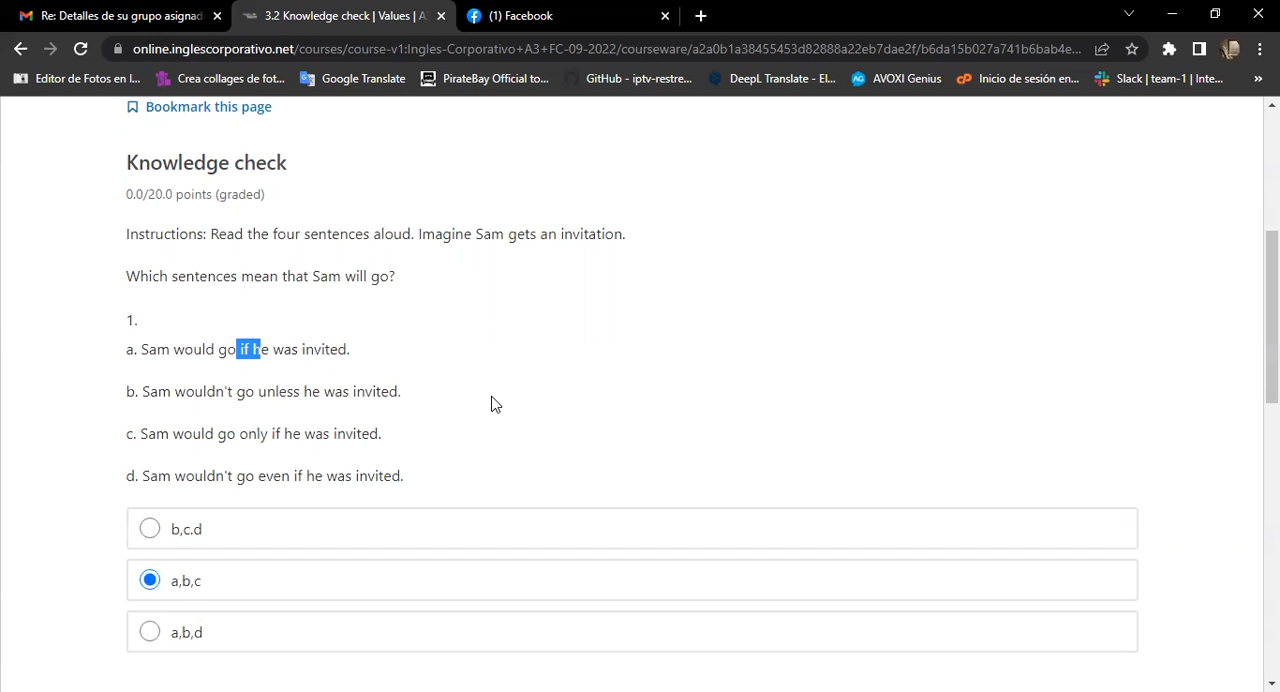 Re: Detalles de su grupo asignad
3.2 Knowledge check | Values | A3
(1) Facebook
online.inglescorporativo.net/courses/course-v1:Ingles-Corporativo+A3+FC-09-2022/courseware/a2a0b1a38455453d82888a22eb7dae2f/b6da15b027a741b6bab4e...
Editor de Fotos en l...
Crea collages de fot...
Google Translate
PirateBay Official to...
GitHub - iptv-restre...
DeepL Translate - El...
AVOXI Genius
Inicio de sesión en...
Slack | team-1 | Inte...
Bookmark this page
Knowledge check
0.0/20.0 points (graded)
Instructions: Read the four sentences aloud. Imagine Sam gets an invitation.
Which sentences mean that Sam will go?
1.
a. Sam would go if he was invited.
b. Sam wouldn't go unless he was invited.
c. Sam would go only if he was invited.
d. Sam wouldn't go even if he was invited.
b,c.d
a,b,c
a,b,d